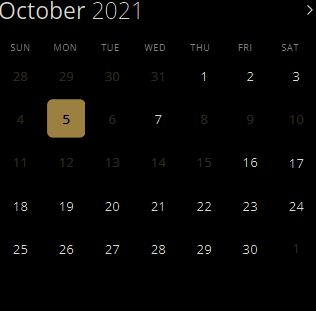 October 2021
SUN MON TUE WED THU FRI SAT
28 29 30 31 1 2 3
4 5 6 7 8 9 10
11 12 13 14 15 16 17
18 19 20 21 22 23 24
25 26 27 28 29 30 1